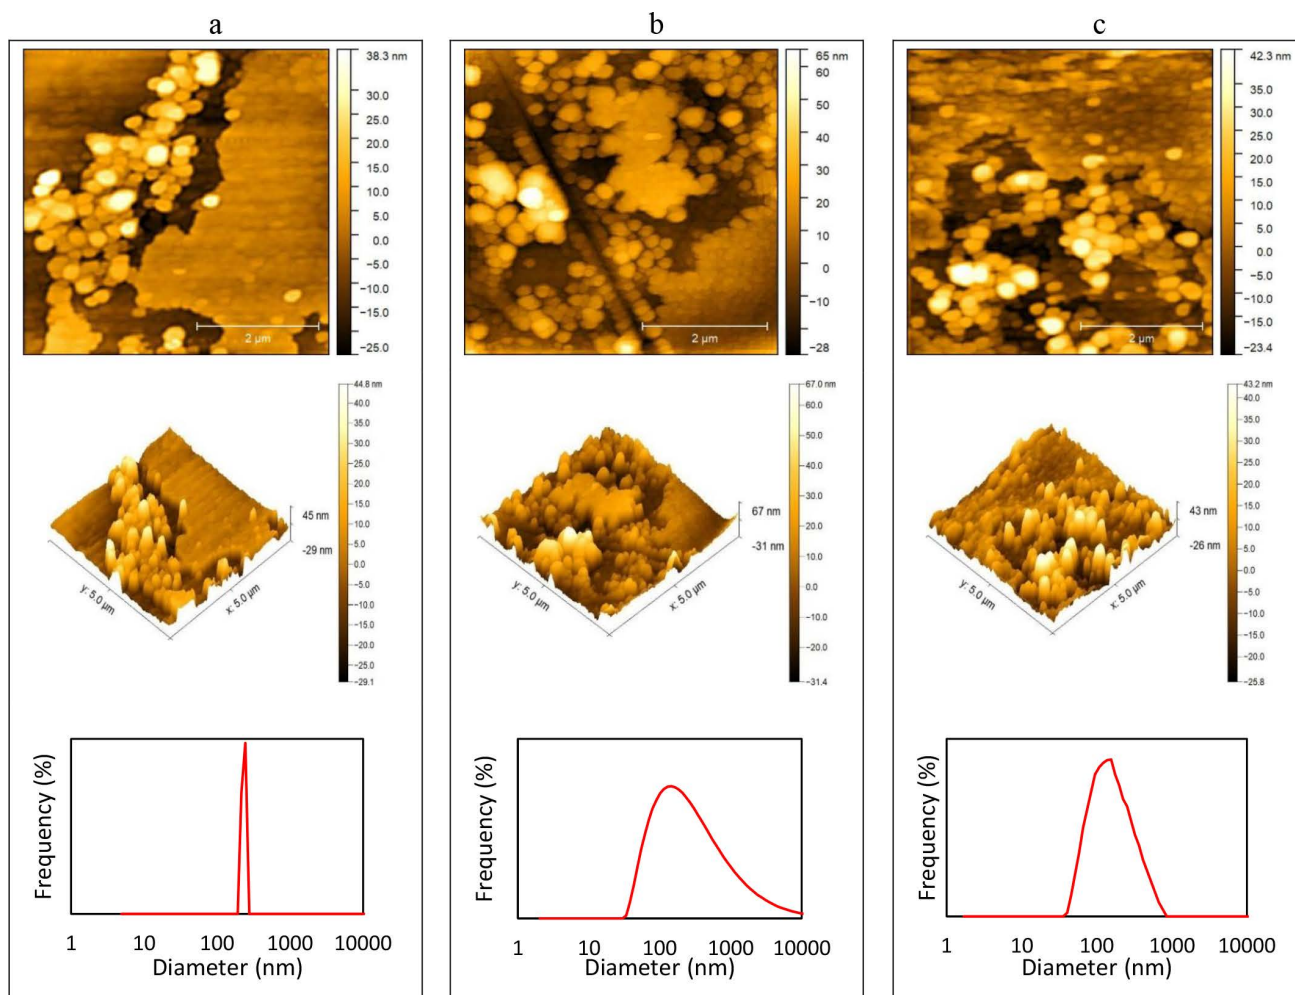 a
b
c
38.3 nm
30.0
25.0
20.0
15.0
10.0
5.0
0.0
−5.0
−10.0
−15.0
−25.0
2 µm
65 nm
60
50
40
30
20
10
0
−10
−28
2 µm
42.3 nm
35.0
30.0
25.0
20.0
15.0
10.0
5.0
0.0
−5.0
−10.0
−15.0
−23.4
2 µm
44.8 nm
40.0
35.0
30.0
25.0
20.0
15.0
10.0
5.0
0.0
−5.0
−10.0
−15.0
−20.0
−25.0
−29.1
45 nm
-29 nm
y: 5.0 µm
x: 5.0 µm
67.0 nm
60.0
50.0
40.0
30.0
20.0
10.0
0.0
−10.0
−20.0
−31.4
67 nm
-31 nm
y: 5.0 µm
x: 5.0 µm
43.2 nm
40.0
35.0
30.0
25.0
20.0
15.0
10.0
5.0
0.0
−5.0
−10.0
−15.0
−20.0
−25.8
43 nm
-26 nm
y: 5.0 µm
x: 5.0 µm
Frequency (%)
1 10 100 1000 10000
Diameter (nm)
Frequency (%)
1 10 100 1000 10000
Diameter (nm)
Frequency (%)
1 10 100 1000 10000
Diameter (nm)